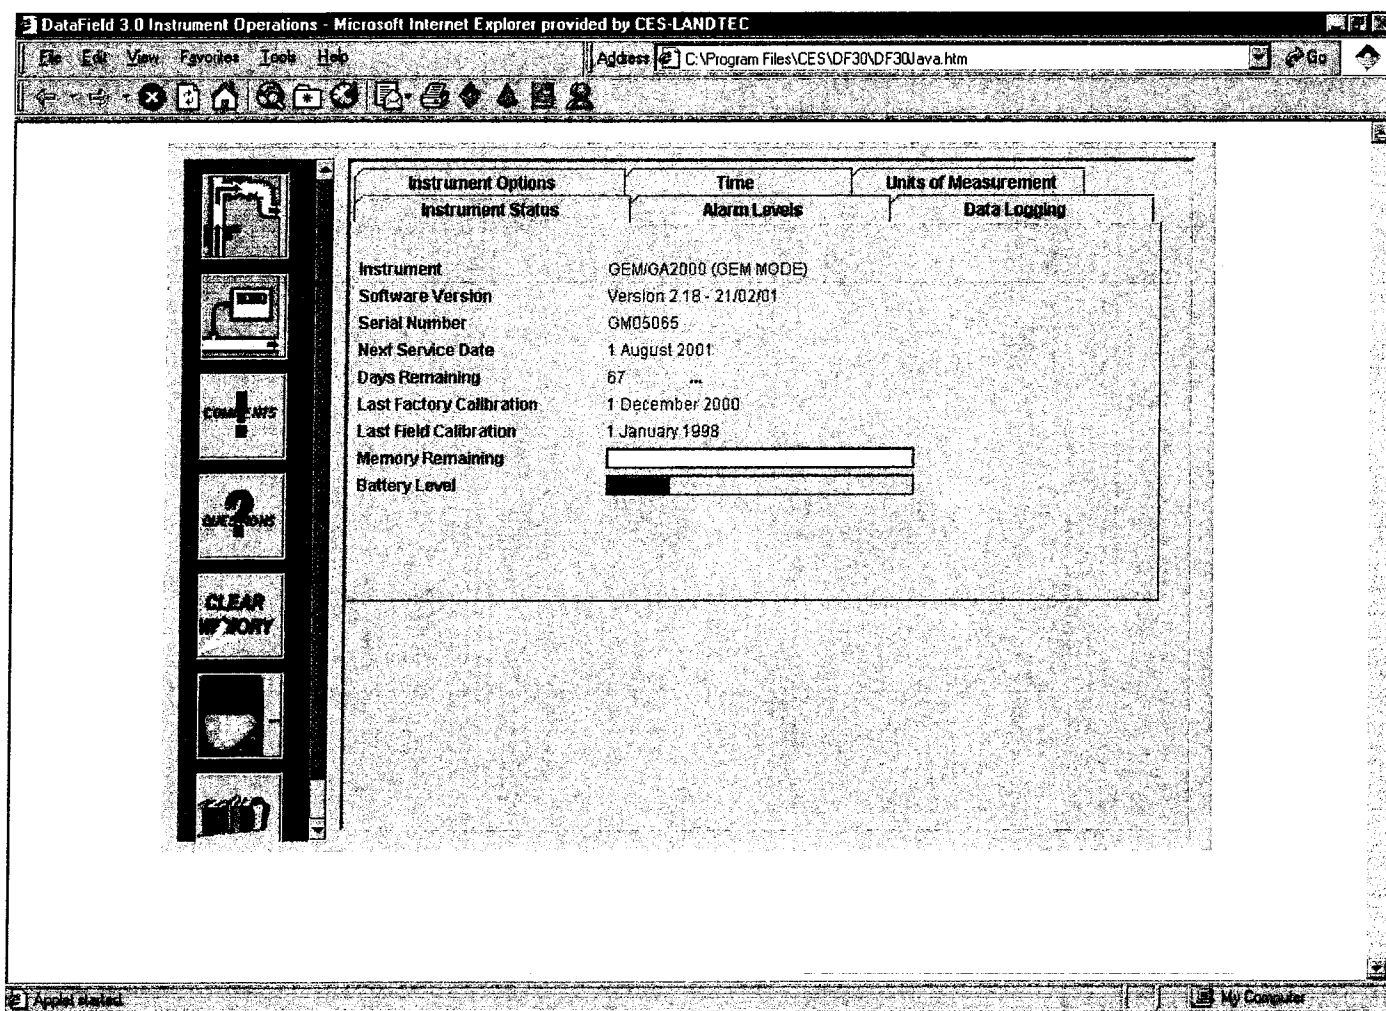 DataField 3.0 Instrument Operations - Microsoft Internet Explorer provided by CES-LANDTEC
File Edit View Favorites Tools Help
Address C:\Program Files\CES\DF30\DF30Java.htm Go
Instrument Options Time Units of Measurement
Instrument Status Alarm Levels Data Logging
Instrument GEM/GA2000 (GEM MODE)
Software Version Version 2.18 - 21/02/01
Serial Number GM05065
Next Service Date 1 August 2001
Days Remaining 67 ...
Last Factory Calibration 1 December 2000
Last Field Calibration 1 January 1998
Memory Remaining
Battery Level
COMMENTS
QUESTIONS
CLEAR
MEMORY
Applet started. My Computer